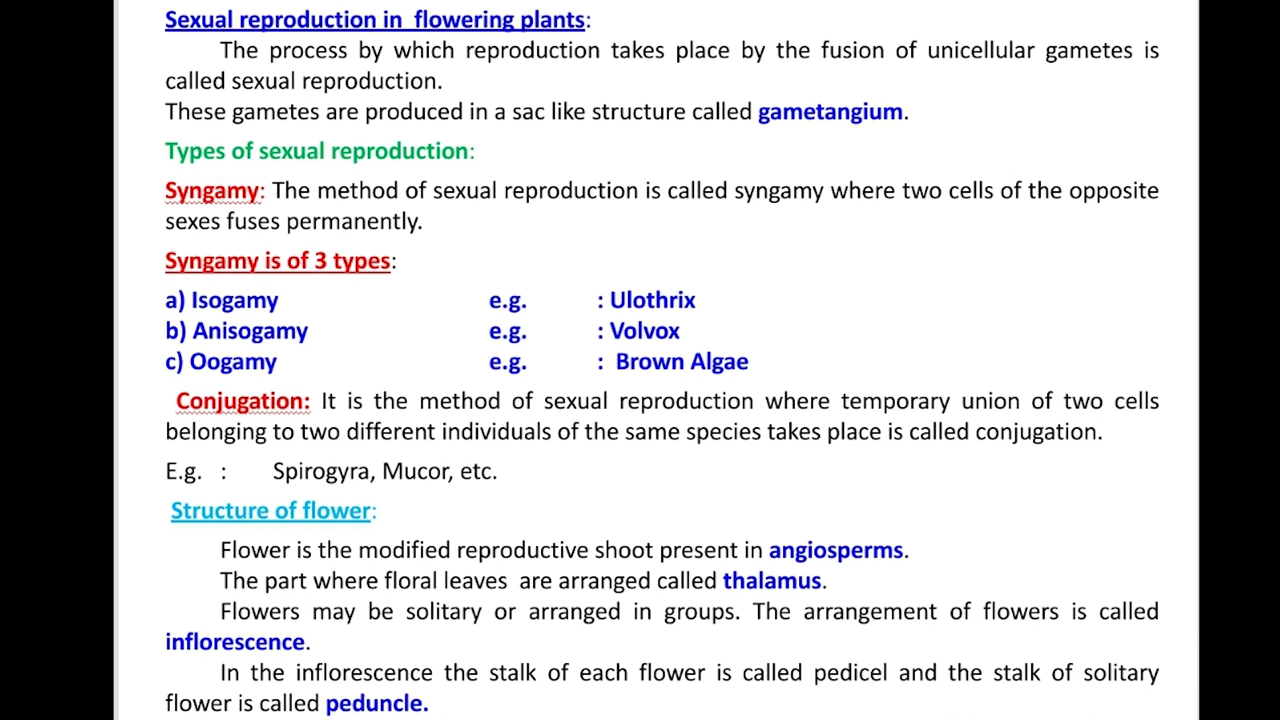 Sexual reproduction in  flowering plants:
The process by which reproduction takes place by the fusion of unicellular gametes is
called sexual reproduction.
These gametes are produced in a sac like structure called gametangium.
Types of sexual reproduction:
Syngamy: The method of sexual reproduction is called syngamy where two cells of the opposite
sexes fuses permanently.
Syngamy is of 3 types:
a) Isogamy e.g. : Ulothrix
b) Anisogamy e.g. : Volvox
c) Oogamy e.g. : Brown Algae
Conjugation: It is the method of sexual reproduction where temporary union of two cells
belonging to two different individuals of the same species takes place is called conjugation.
E.g. : Spirogyra, Mucor, etc.
Structure of flower:
Flower is the modified reproductive shoot present in angiosperms.
The part where floral leaves  are arranged called thalamus.
Flowers may be solitary or arranged in groups. The arrangement of flowers is called
inflorescence.
In the inflorescence the stalk of each flower is called pedicel and the stalk of solitary
flower is called peduncle.